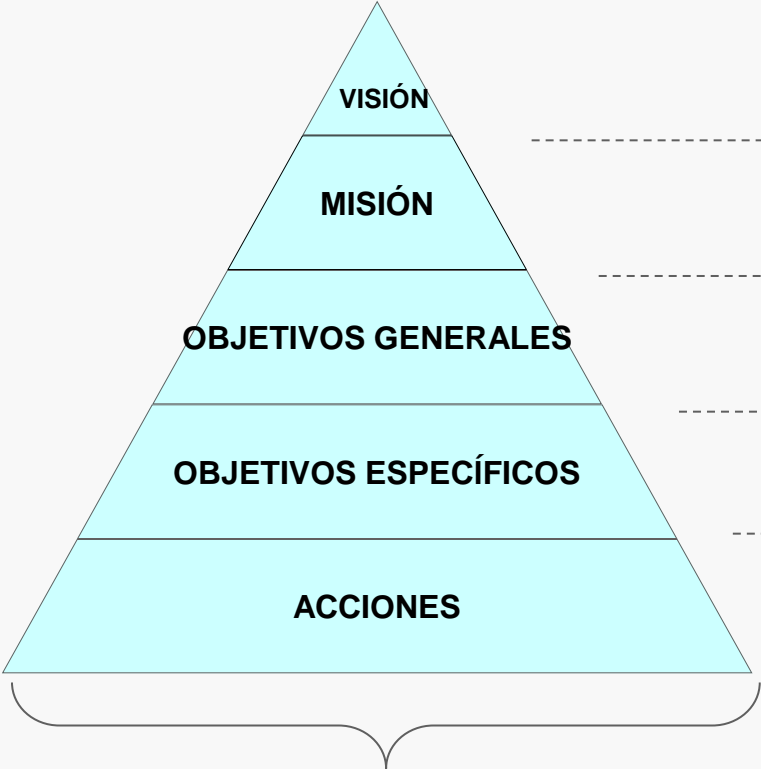 VISIÓN
MISIÓN
OBJETIVOS GENERALES
OBJETIVOS ESPECÍFICOS
ACCIONES